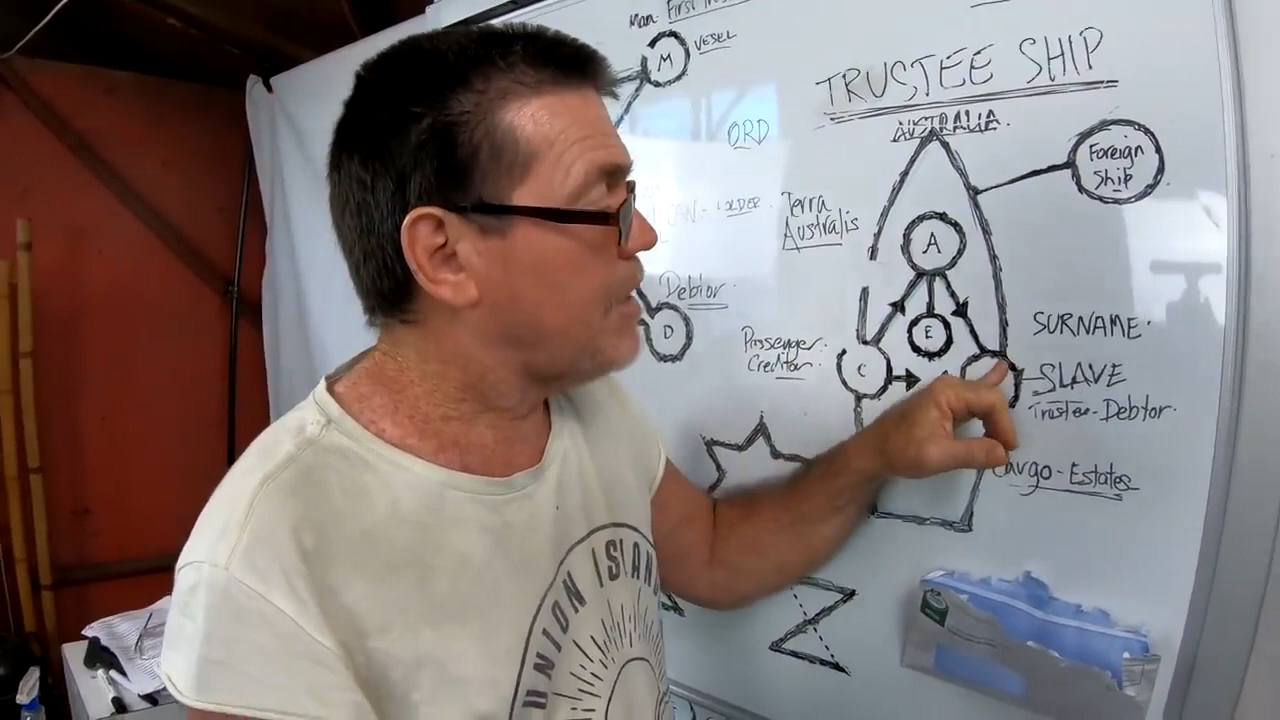 Man First
VESEL
M
TRUSTEE SHIP
AUSTRALIA.
ORD
Foreign
Ship
Terra
Australis
A
Debtor.
D
E
Passenger.
Creditor
C
SURNAME.
SLAVE
Trustee-Debtor.
Cargo-Estates
UNION ISLAND